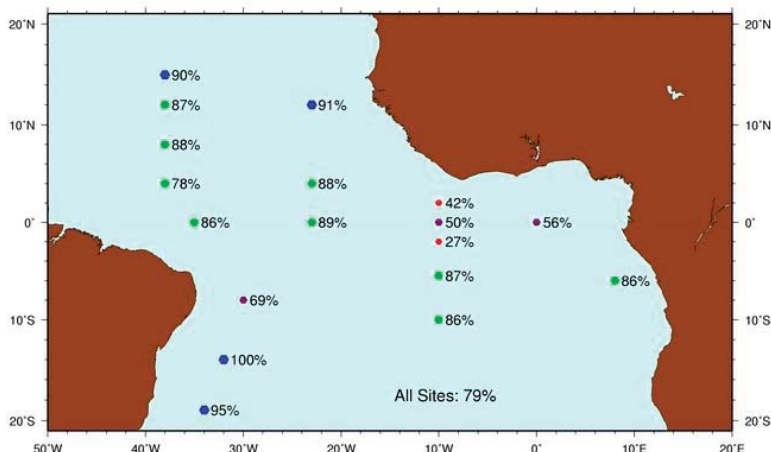 20°N
20°N
90%
87%
91%
10°N
10°N
88%
78%
88%
42%
0°
86%
89%
50%
56%
0°
27%
87%
86%
69%
10°S
86%
10°S
100%
All Sites: 79%
95%
20°S
20°S
50°W
40°W
30°W
20°W
10°W
0°
10°E
20°E